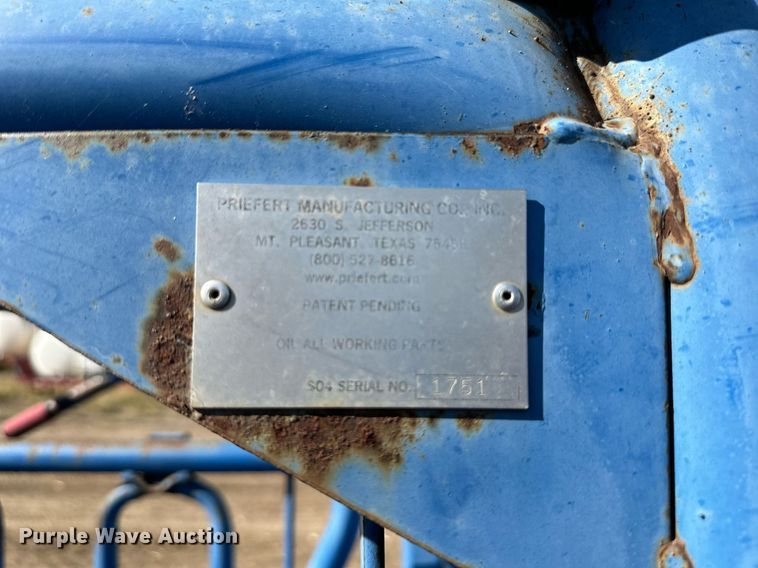 PRIEFERT MANUFACTURING CO., INC.
2630 S. JEFFERSON
MT. PLEASANT, TEXAS
(800) 527-8616
www.priefert.com
PATENT PENDING
OIL ALL WORKING PARTS
S04 SERIAL NO. 1751
Purple Wave Auction